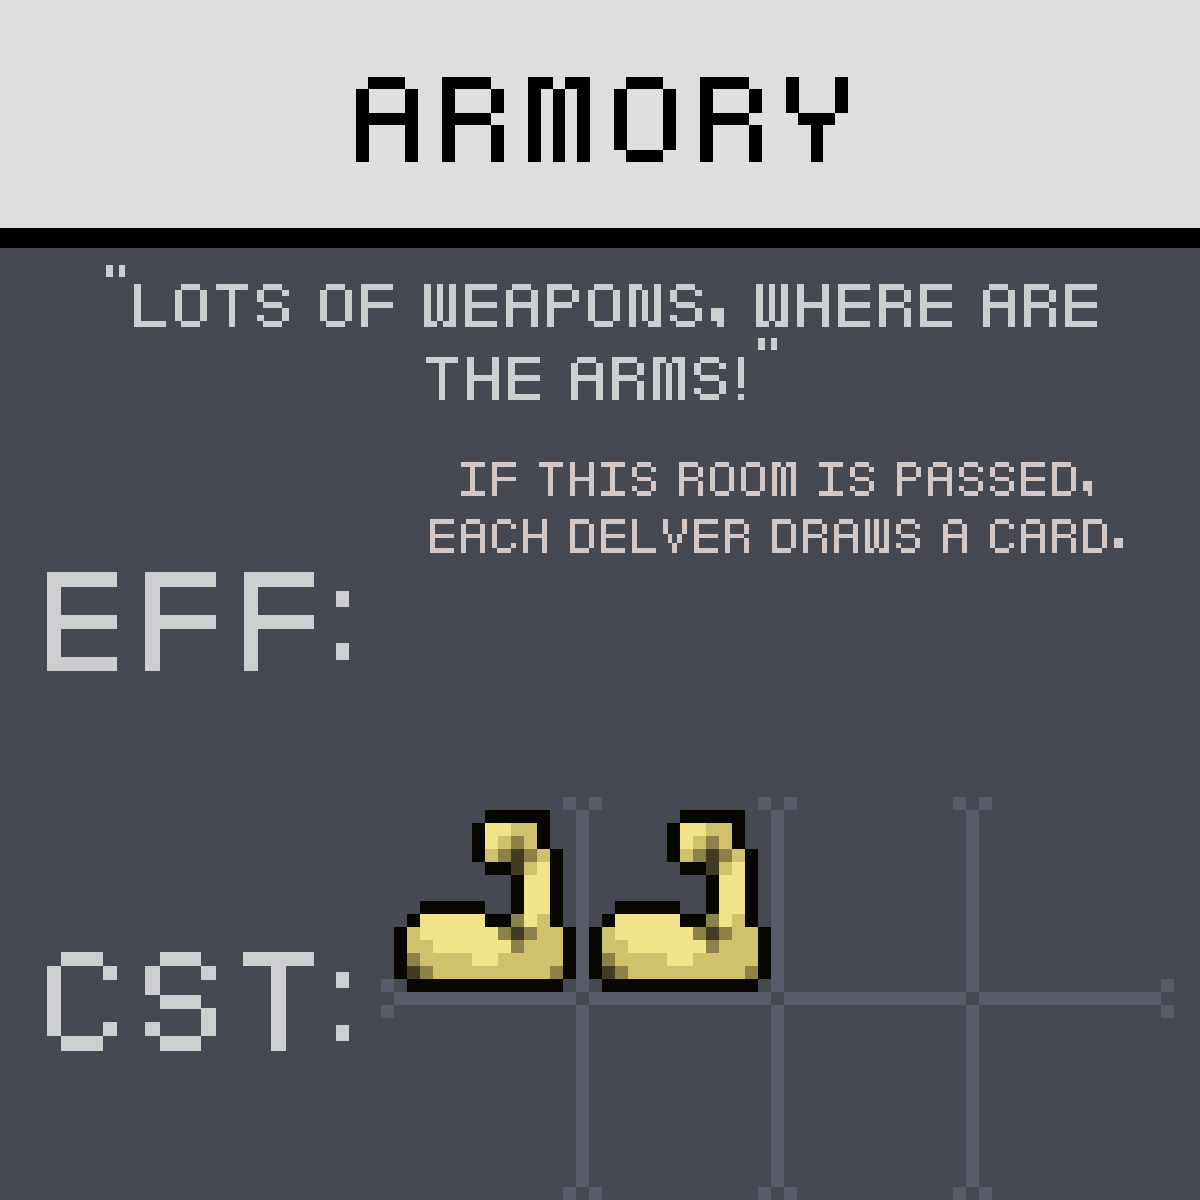 ARMORY
"LOTS OF WEAPONS, WHERE ARE
THE ARMS!"
IF THIS ROOM IS PASSED,
EACH DELVER DRAWS A CARD.
EFF:
CST: